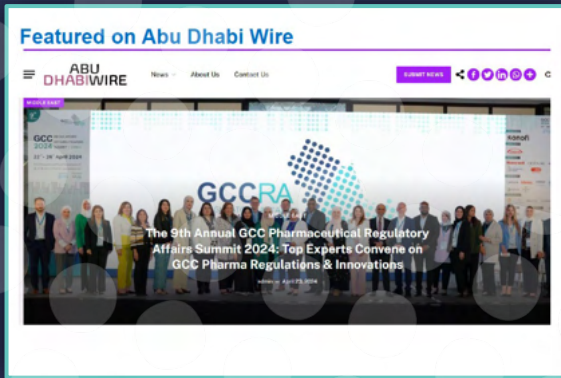 Featured on Abu Dhabi Wire
ABU
DHABIWIRE
News
About Us
Contact Us
SUBMIT NEWS
MIDDLE EAST
GCC
2024
April 2024
sanofi
GCCRA
MIDDLE EAST
The 9th Annual GCC Pharmaceutical Regulatory
Affairs Summit 2024: Top Experts Convene on
GCC Pharma Regulations & Innovations